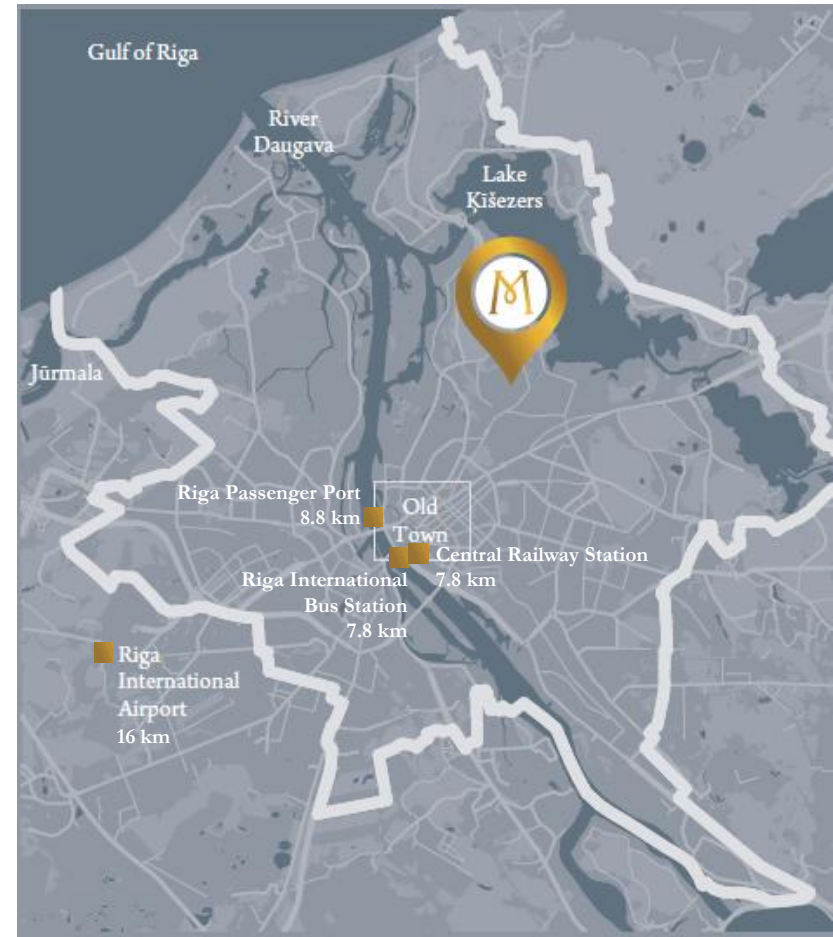 Gulf of Riga
River
Daugava
Lake
Ķīšezers
M
Jūrmala
Riga Passenger Port
8.8 km
Old
Town
Central Railway Station
7.8 km
Riga International
Bus Station
7.8 km
Riga
International
Airport
16 km